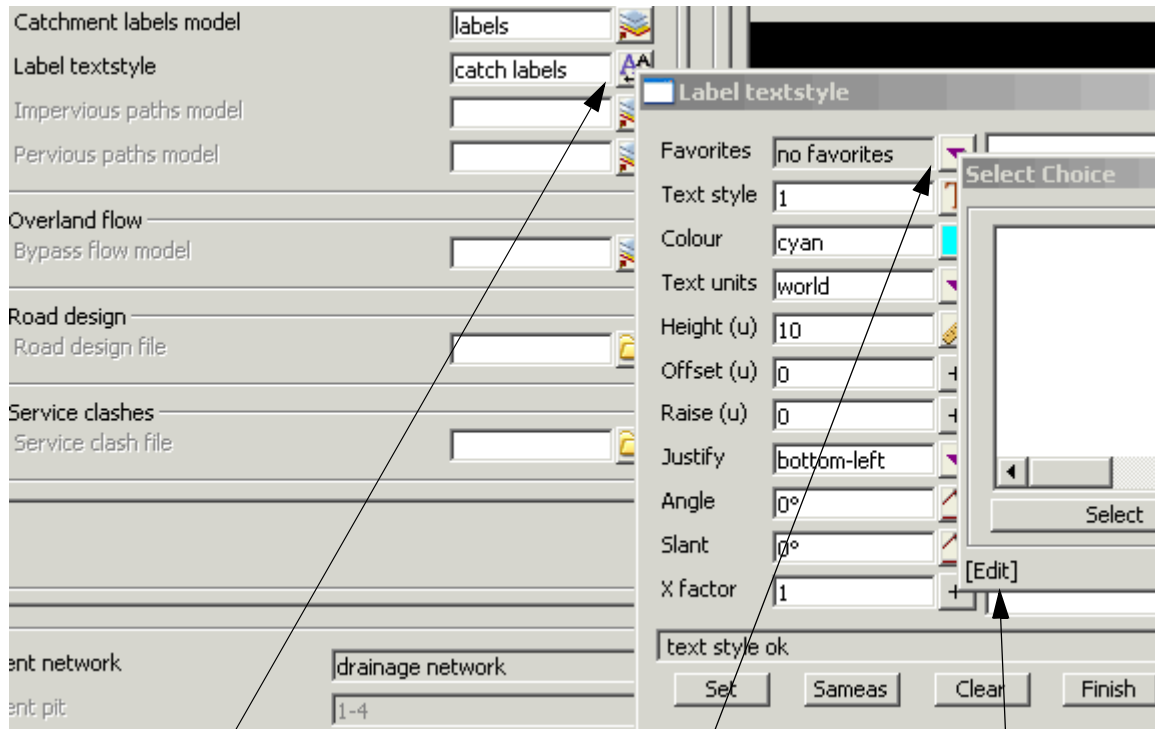 Catchment labels model labels
Label textstyle catch labels
Impervious paths model
Pervious paths model
Overland flow
Bypass flow model
Road design
Road design file
Service clashes
Service clash file
ent network drainage network
ent pit 1-4
Label textstyle
Favorites no favorites
Text style 1
Colour cyan
Text units world
Height (u) 10
Offset (u) 0
Raise (u) 0
Justify bottom-left
Angle 0°
Slant 0°
X factor 1
text style ok
Set Sameas Clear Finish
Select Choice
Select
[Edit]